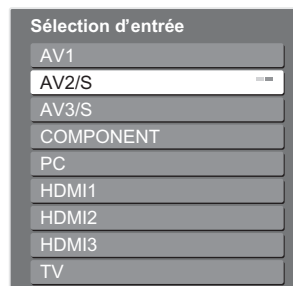 Sélection d’entrée
AV1
AV2/S
AV3/S
COMPONENT
PC
HDMI1
HDMI2
HDMI3
TV